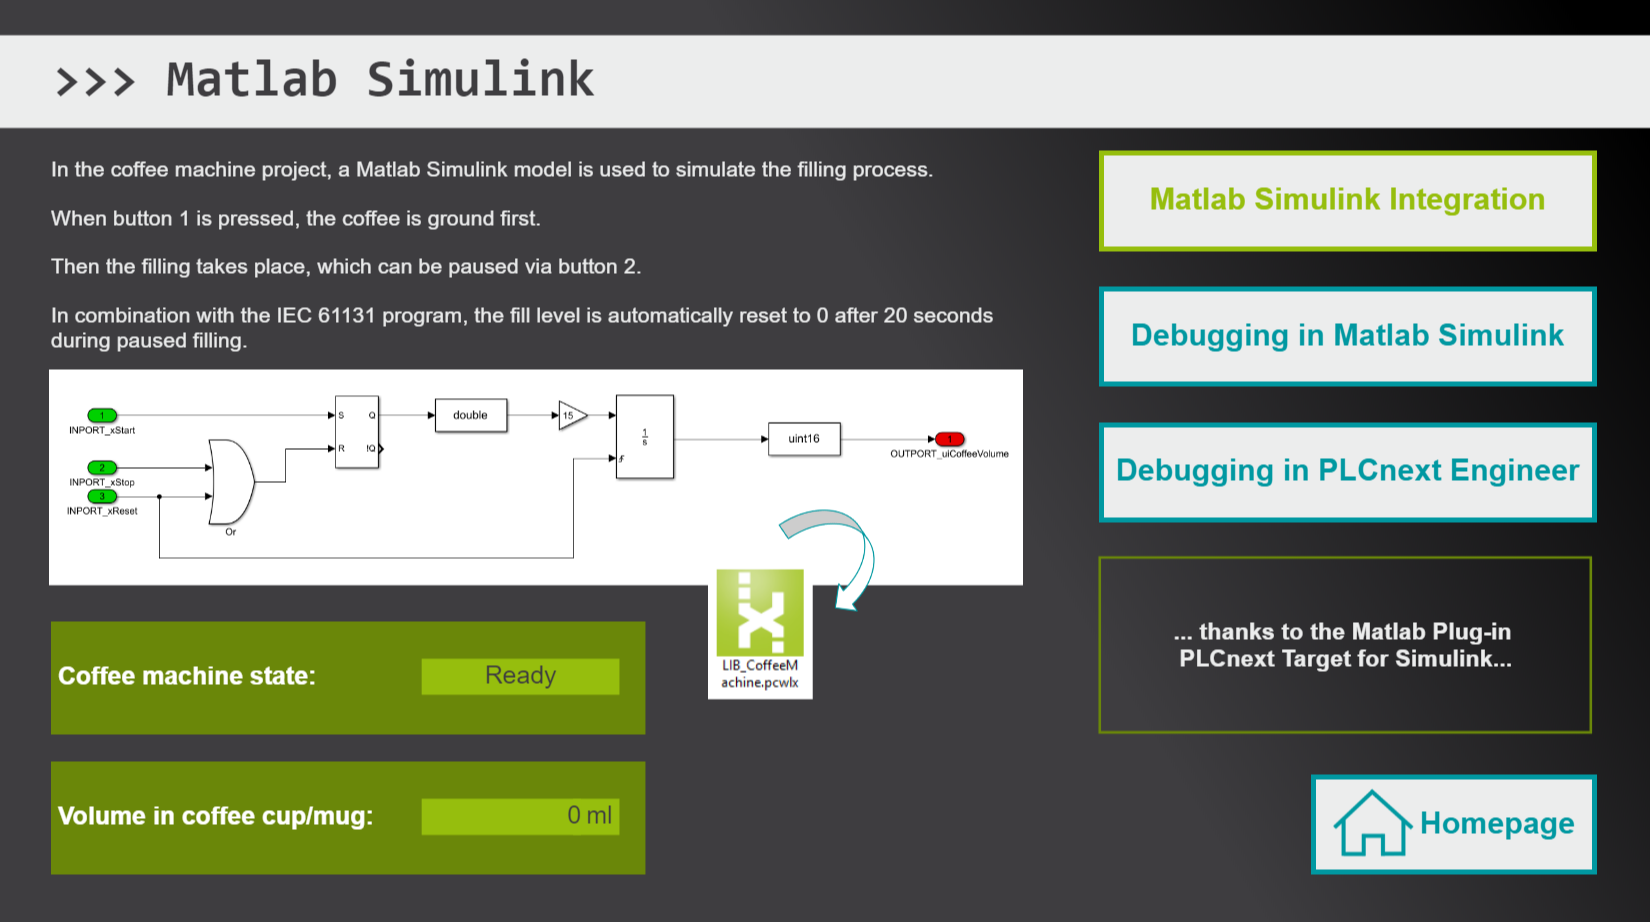 >>> Matlab Simulink
In the coffee machine project, a Matlab Simulink model is used to simulate the filling process.
When button 1 is pressed, the coffee is ground first.
Then the filling takes place, which can be paused via button 2.
In combination with the IEC 61131 program, the fill level is automatically reset to 0 after 20 seconds
during paused filling.
1
INPORT_xStart
2
INPORT_xStop
3
INPORT_xReset
Or
S Q
R !Q
double
15
1
s
uint16
1
OUTPORT_uiCoffeeVolume
LIB_CoffeeM
achine.pcwlx
Coffee machine state: Ready
Volume in coffee cup/mug: 0 ml
Matlab Simulink Integration
Debugging in Matlab Simulink
Debugging in PLCnext Engineer
... thanks to the Matlab Plug-in
PLCnext Target for Simulink...
Homepage